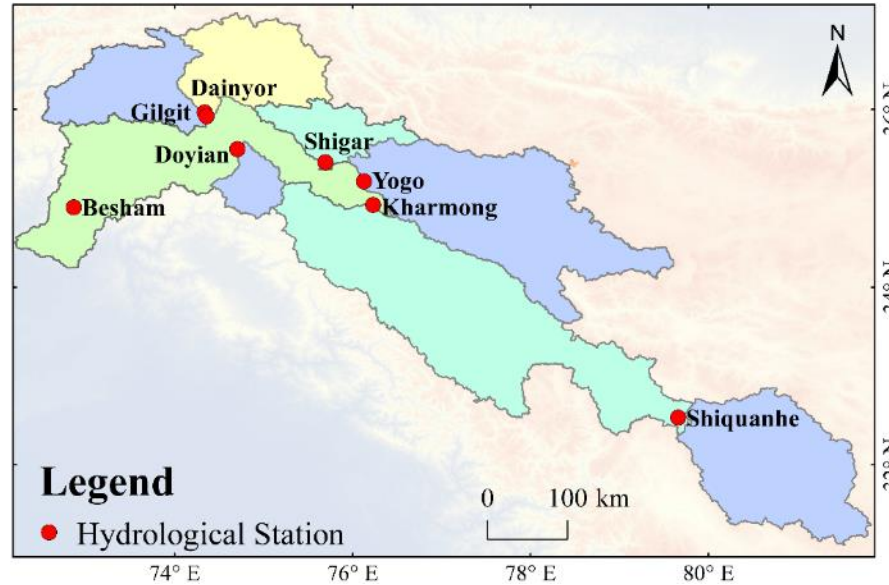 N
Dainyor
Gilgit
Doyian
Shigar
Yogo
Besham
Kharmong
Shiquanhe
Legend
Hydrological Station
0 100 km
74° E 76° E 78° E 80° E